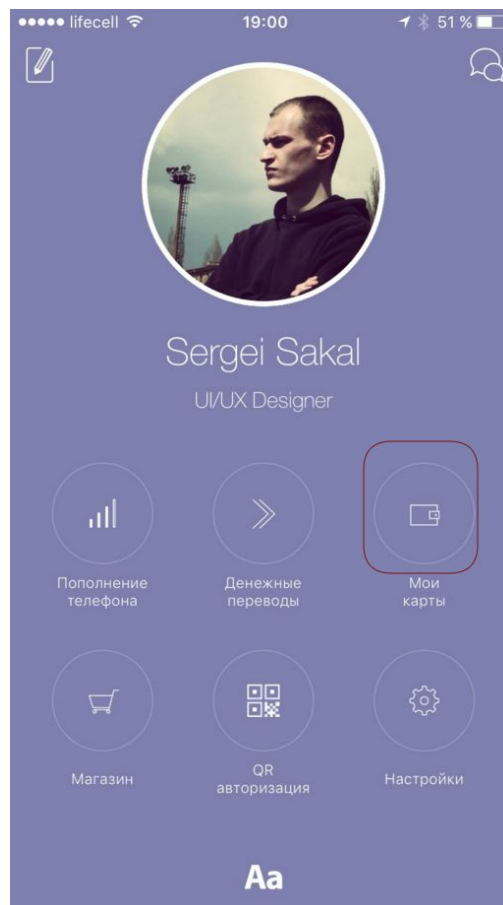 lifecell 19:00 51 %
Sergei Sakal
UI/UX Designer
Пополнение
телефона
Денежные
переводы
Мои
карты
Магазин
QR
авторизация
Настройки
Aa